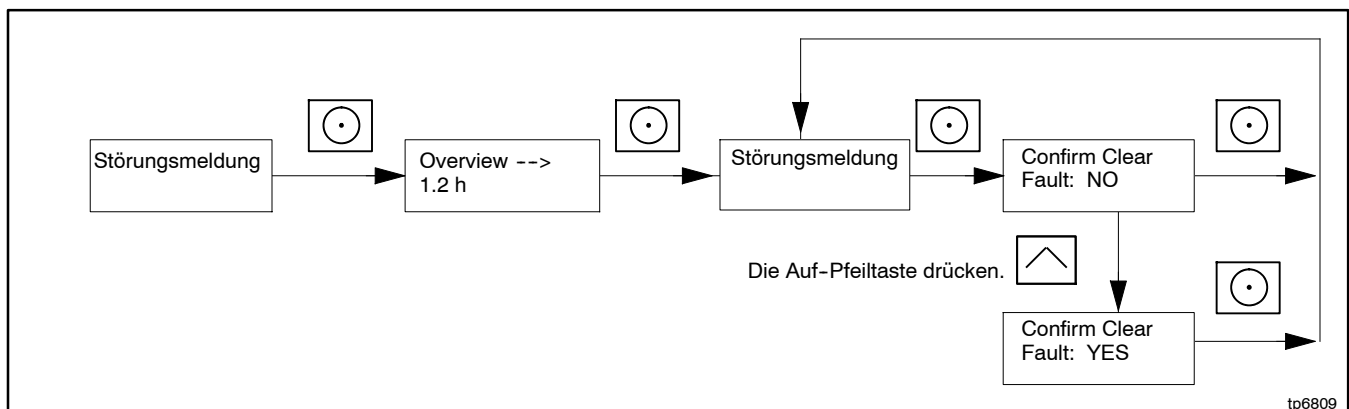 Störungsmeldung
Overview -->
1.2 h
Störungsmeldung
Confirm Clear
Fault: NO
Die Auf-Pfeiltaste drücken.
Confirm Clear
Fault: YES
tp6809